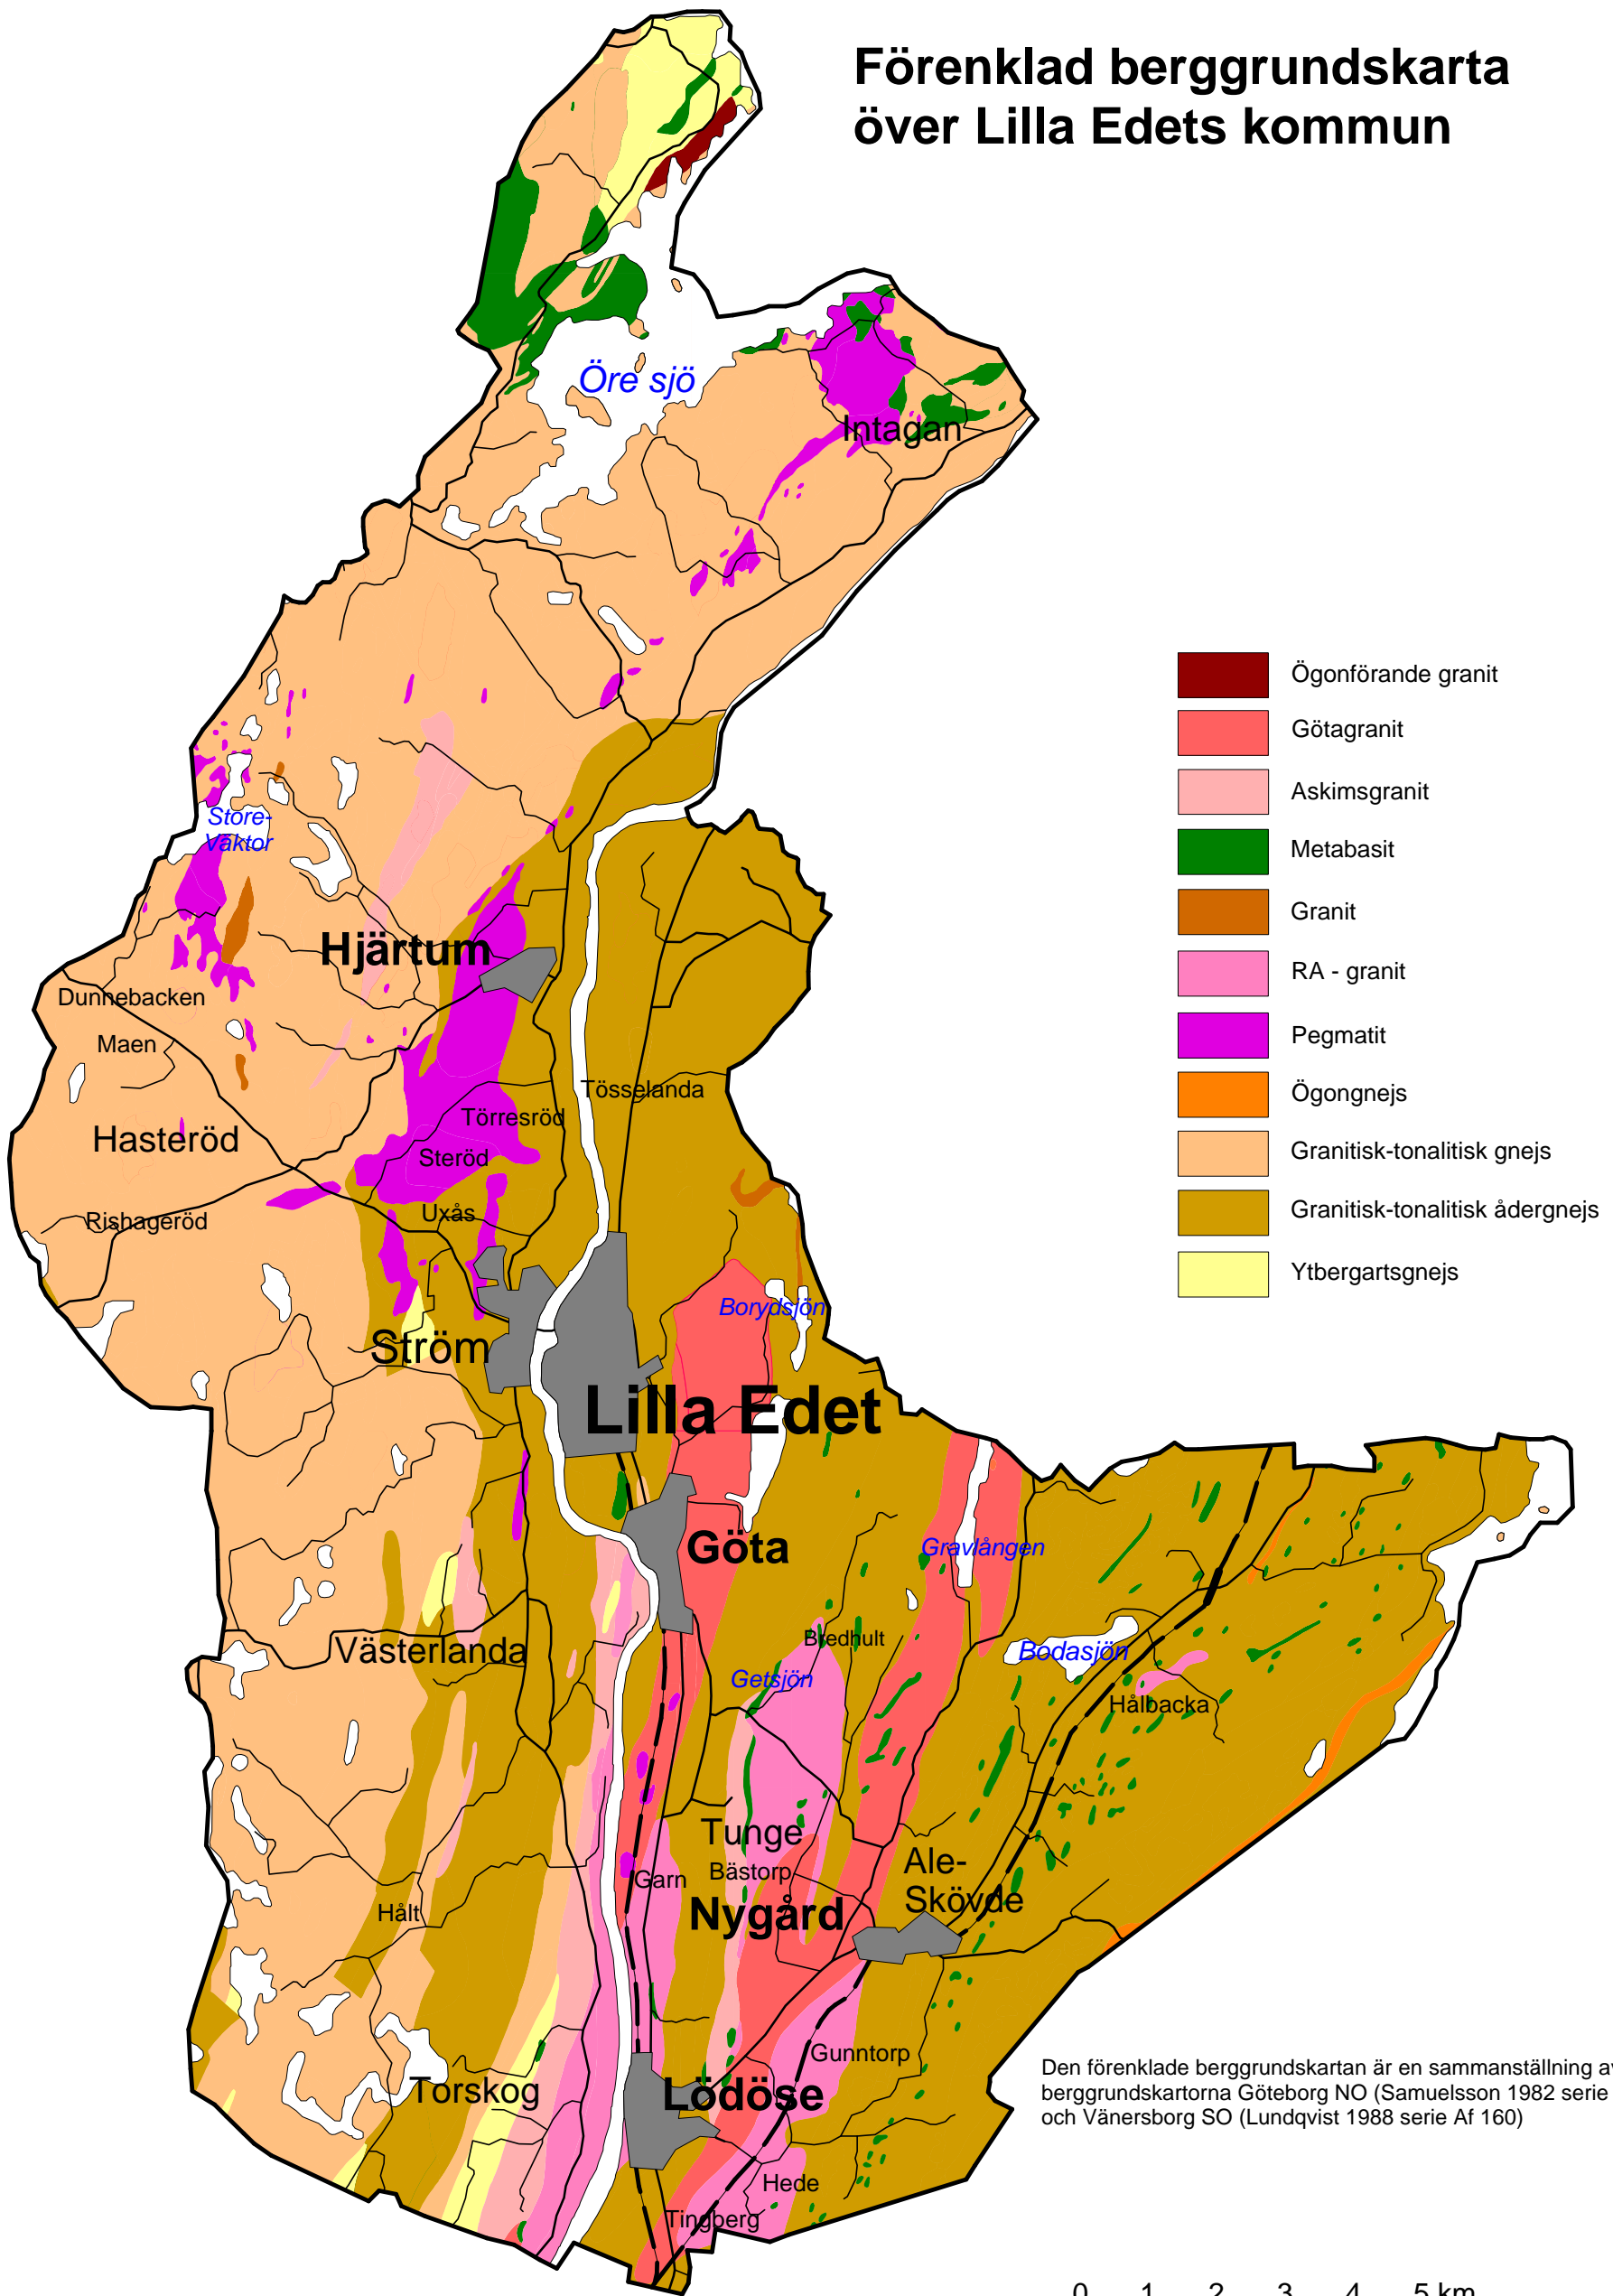 Förenklad berggrundskarta
över Lilla Edets kommun
Öre sjö
Intagan
Ögonförande granit
Götagranit
Askimsgranit
Metabasit
Granit
RA - granit
Pegmatit
Ögongnejs
Granitisk-tonalitisk gnejs
Granitisk-tonalitisk ådergnejs
Ytbergartsgnejs
Store-
Väktor
Hjärtum
Dunnebacken
Maen
Tösselanda
Törresröd
Hasteröd
Steröd
Uxås
Rishageröd
Borydsjön
Ström
Lilla Edet
Göta
Gravlången
Bredhult
Västerlanda
Bodasjön
Getsjön
Hålbacka
Tunge
Ale-
Skövde
Bästorp
Garn
Nygård
Hålt
Gunntorp
Torskog
Lödöse
Hede
Tingberg
Den förenklade berggrundskartan är en sammanställning av
berggrundskartorna Göteborg NO (Samuelsson 1982 serie
och Vänersborg SO (Lundqvist 1988 serie Af 160)
0 1 2 3 4 5 km